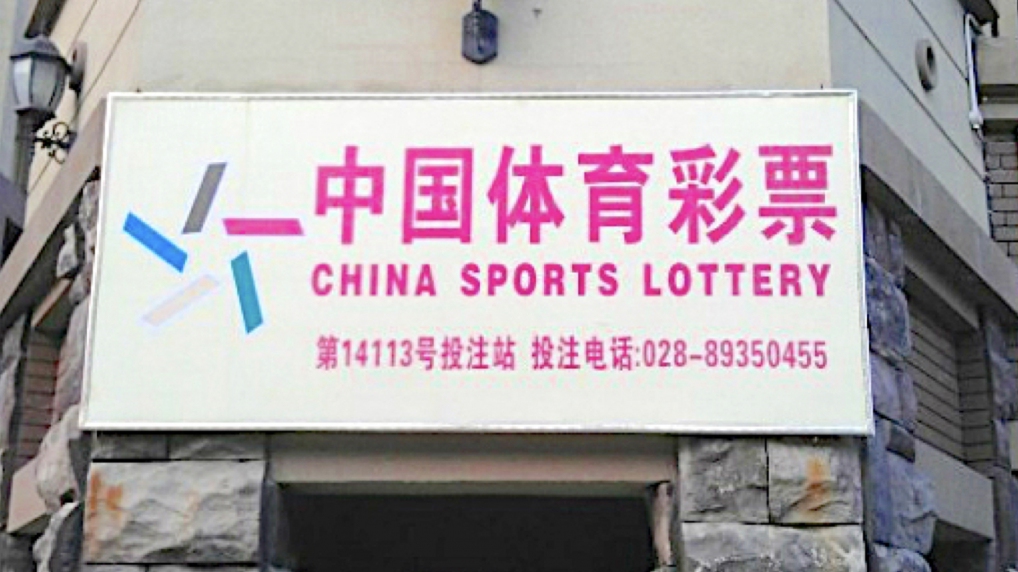 中国体育彩票
CHINA SPORTS LOTTERY
第14113号投注站 投注电话:028-89350455